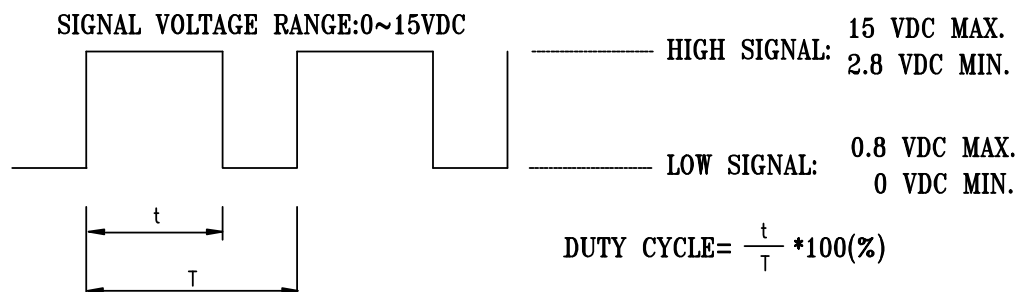 SIGNAL VOLTAGE RANGE:0~15VDC
HIGH SIGNAL: 15 VDC MAX.
2.8 VDC MIN.
LOW SIGNAL: 0.8 VDC MAX.
0 VDC MIN.
t
T
DUTY CYCLE= t/T *100(%)